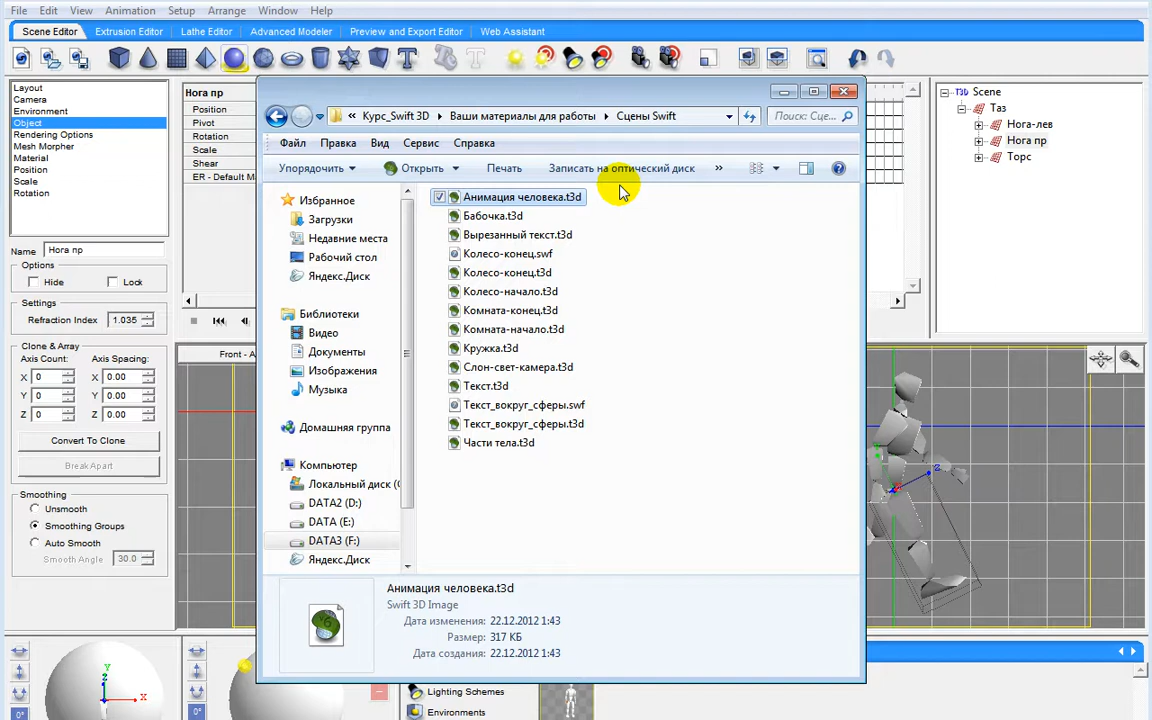 File Edit View Animation Setup Arrange Window Help
Scene Editor Extrusion Editor Lathe Editor Advanced Modeler Preview and Export Editor Web Assistant
Layout
Camera
Environment
Object
Rendering Options
Mesh Morpher
Material
Position
Scale
Rotation
Name Нога пр
Options
Hide Lock
Settings
Refraction Index 1.035
Clone & Array
Axis Count: Axis Spacing:
X 0 X 0.00
Y 0 Y 0.00
Z 0 Z 0.00
Convert To Clone
Break Apart
Smoothing
Unsmooth
Smoothing Groups
Auto Smooth
Smooth Angle 30.0
Нога пр
Position
Pivot
Rotation
Scale
Shear
ER - Default M
Front - A
« Курс_Swift 3D Ваши материалы для работы Сцены Swift
Поиск: Сце...
Файл Правка Вид Сервис Справка
Упорядочить Открыть Печать Записать на оптический диск »
Избранное
Загрузки
Недавние места
Рабочий стол
Яндекс.Диск
Библиотеки
Видео
Документы
Изображения
Музыка
Домашняя группа
Компьютер
Локальный диск (C
DATA2 (D:)
DATA (E:)
DATA3 (F:)
Яндекс.Диск
Анимация человека.t3d
Бабочка.t3d
Вырезанный текст.t3d
Колесо-конец.swf
Колесо-конец.t3d
Колесо-начало.t3d
Комната-конец.t3d
Комната-начало.t3d
Кружка.t3d
Слон-свет-камера.t3d
Текст.t3d
Текст_вокруг_сферы.swf
Текст_вокруг_сферы.t3d
Части тела.t3d
Анимация человека.t3d
Swift 3D Image
Дата изменения: 22.12.2012 1:43
Размер: 317 КБ
Дата создания: 22.12.2012 1:43
Scene
Таз
Нога-лев
Нога пр
Торс
Z
Y
X
0°
0°
Lighting Schemes
Environments